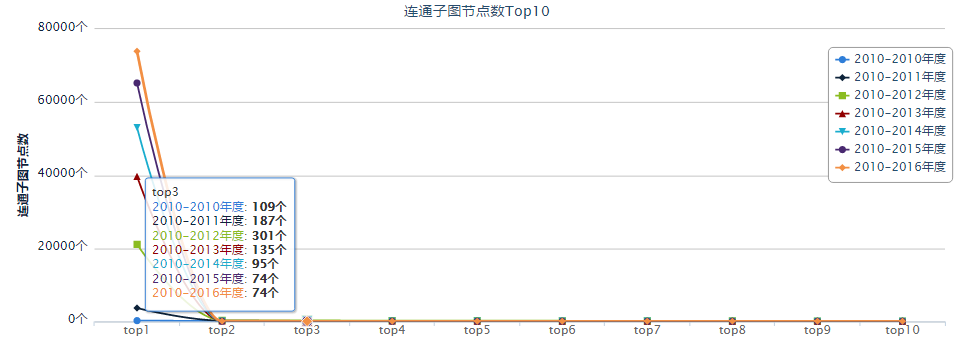 连通子图节点数Top10
80000个
60000个
40000个
20000个
0个
连通子图节点数
2010-2010年度
2010-2011年度
2010-2012年度
2010-2013年度
2010-2014年度
2010-2015年度
2010-2016年度
top3
2010-2010年度: 109个
2010-2011年度: 187个
2010-2012年度: 301个
2010-2013年度: 135个
2010-2014年度: 95个
2010-2015年度: 74个
2010-2016年度: 74个
top1 top2 top3 top4 top5 top6 top7 top8 top9 top10